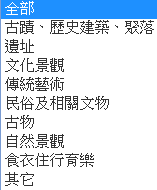 全部
古蹟、歷史建築、聚落
遺址
文化景觀
傳統藝術
民俗及相關文物
古物
自然景觀
食衣住行育樂
其它